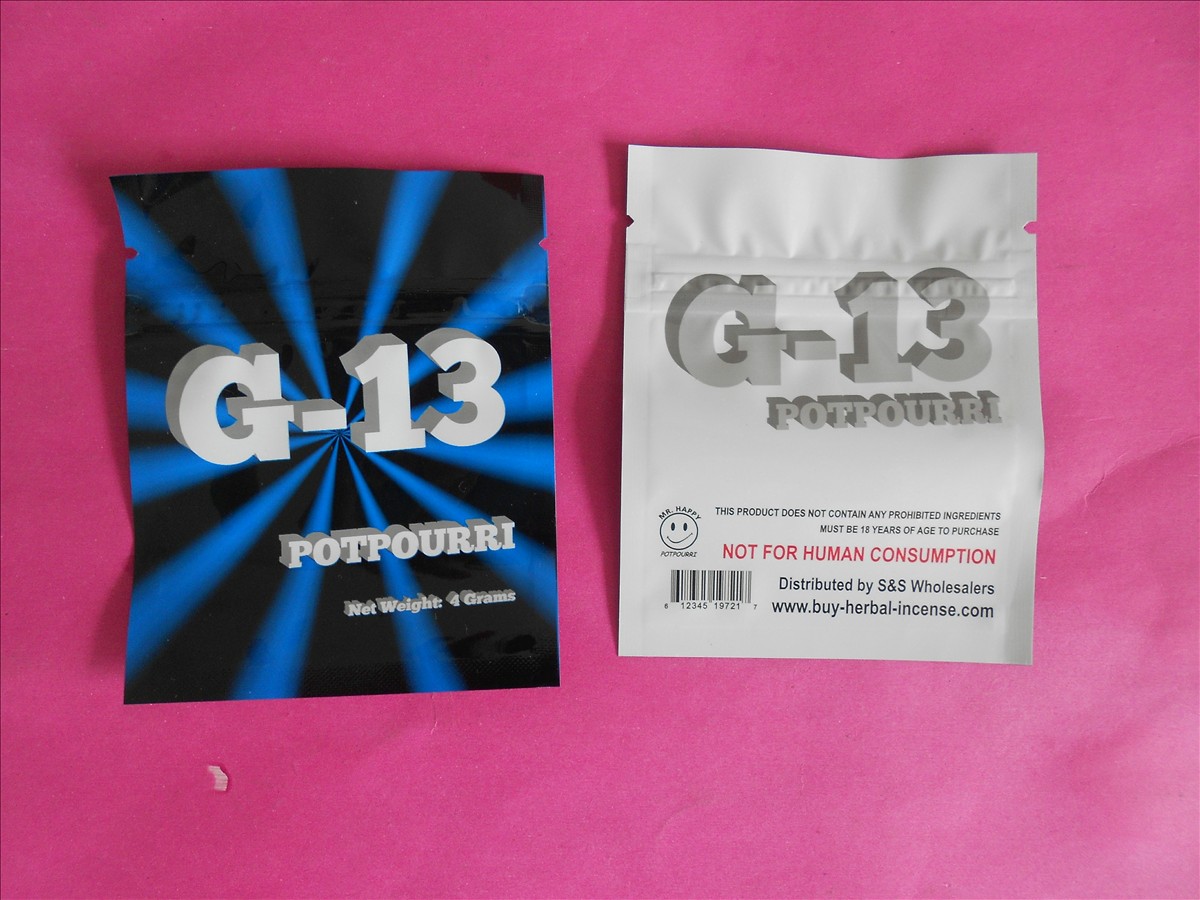 G-13
POTPOURRI
Net Weight: 4 Grams
G-13
POTPOURRI
MR. HAPPY
POTPOURRI
THIS PRODUCT DOES NOT CONTAIN ANY PROHIBITED INGREDIENTS
MUST BE 18 YEARS OF AGE TO PURCHASE
NOT FOR HUMAN CONSUMPTION
Distributed by S&S Wholesalers
www.buy-herbal-incense.com
6 12345 19721 7